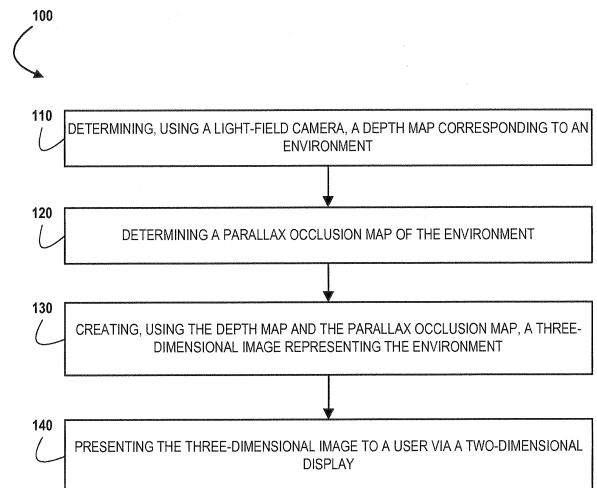 100
110
DETERMINING, USING A LIGHT-FIELD CAMERA, A DEPTH MAP CORRESPONDING TO AN
ENVIRONMENT
120
DETERMINING A PARALLAX OCCLUSION MAP OF THE ENVIRONMENT
130
CREATING, USING THE DEPTH MAP AND THE PARALLAX OCCLUSION MAP, A THREE-
DIMENSIONAL IMAGE REPRESENTING THE ENVIRONMENT
140
PRESENTING THE THREE-DIMENSIONAL IMAGE TO A USER VIA A TWO-DIMENSIONAL
DISPLAY